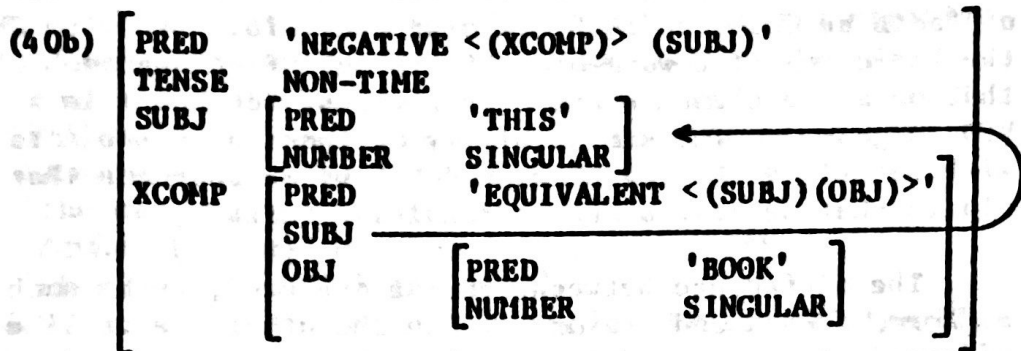 (40b) PRED 'NEGATIVE <(XCOMP)> (SUBJ)'
TENSE NON-TIME
SUBJ PRED 'THIS'
NUMBER SINGULAR
XCOMP PRED 'EQUIVALENT <(SUBJ)(OBJ)>'
SUBJ
OBJ PRED 'BOOK'
NUMBER SINGULAR